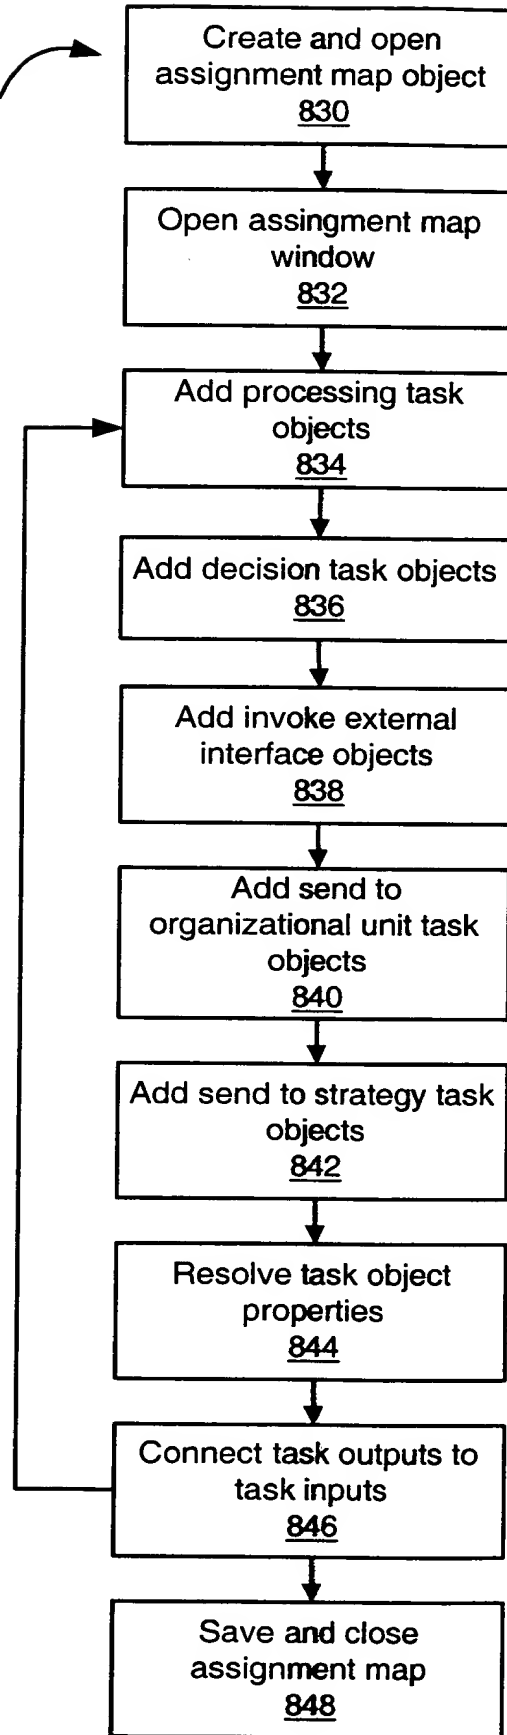 Create and open
assignment map object
830
Open assingment map
window
832
Add processing task
objects
834
Add decision task objects
836
Add invoke external
interface objects
838
Add send to
organizational unit task
objects
840
Add send to strategy task
objects
842
Resolve task object
properties
844
Connect task outputs to
task inputs
846
Save and close
assignment map
848